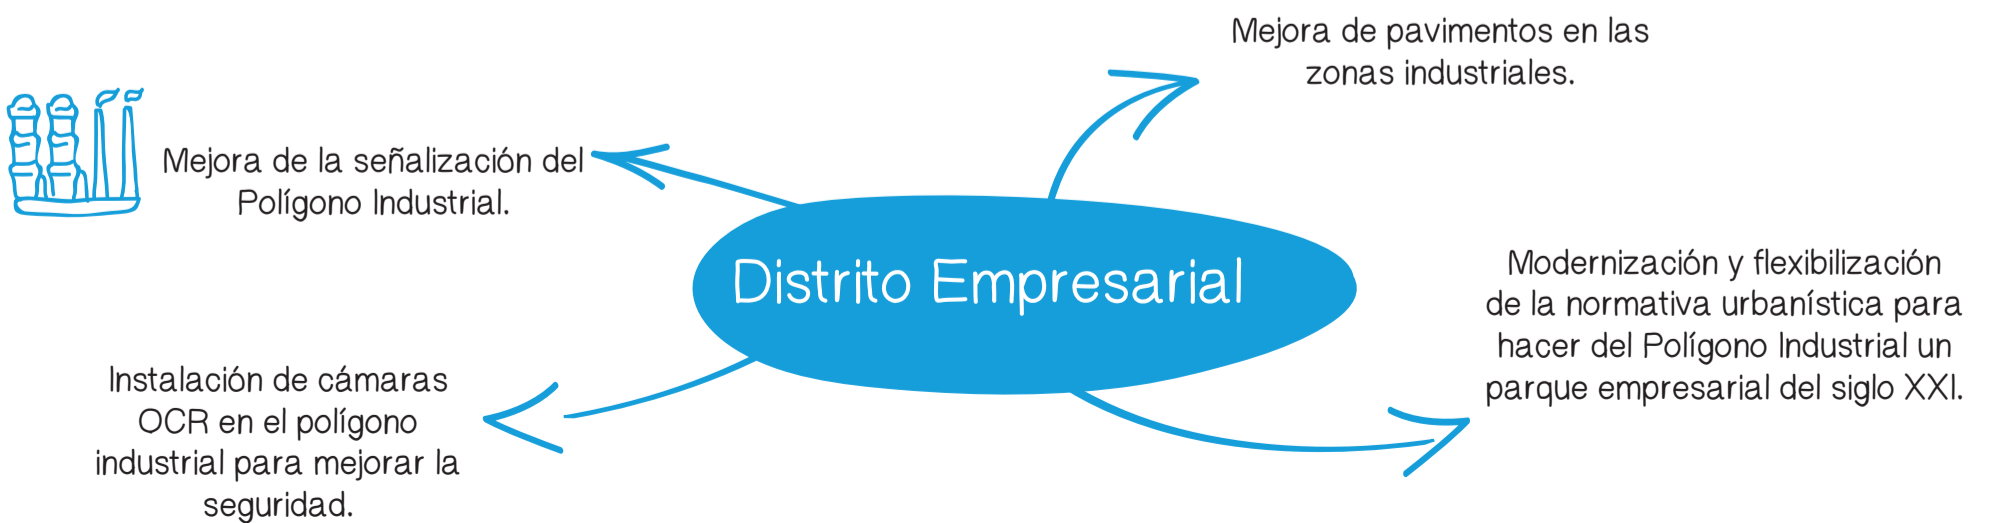 Mejora de pavimentos en las
zonas industriales.
Mejora de la señalización del
Polígono Industrial.
Distrito Empresarial
Modernización y flexibilización
de la normativa urbanística para
hacer del Polígono Industrial un
parque empresarial del siglo XXI.
Instalación de cámaras
OCR en el polígono
industrial para mejorar la
seguridad.